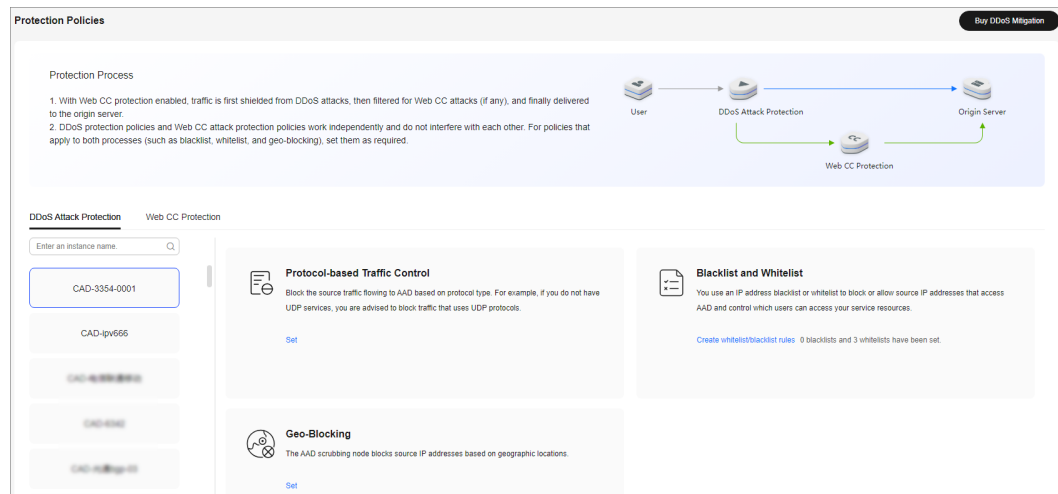 Protection Policies
Buy DDoS Mitigation
Protection Process
1. With Web CC protection enabled, traffic is first shielded from DDoS attacks, then filtered for Web CC attacks (if any), and finally delivered
to the origin server.
2. DDoS protection policies and Web CC attack protection policies work independently and do not interfere with each other. For policies that
apply to both processes (such as blacklist, whitelist, and geo-blocking), set them as required.
User
DDoS Attack Protection
Origin Server
CC
Web CC Protection
DDoS Attack Protection
Web CC Protection
Enter an instance name.
CAD-3354-0001
CAD-ipv666
Protocol-based Traffic Control
Block the source traffic flowing to AAD based on protocol type. For example, if you do not have
UDP services, you are advised to block traffic that uses UDP protocols.
Set
Blacklist and Whitelist
You use an IP address blacklist or whitelist to block or allow source IP addresses that access
AAD and control which users can access your service resources.
Create whitelist/blacklist rules 0 blacklists and 3 whitelists have been set.
Geo-Blocking
The AAD scrubbing node blocks source IP addresses based on geographic locations.
Set